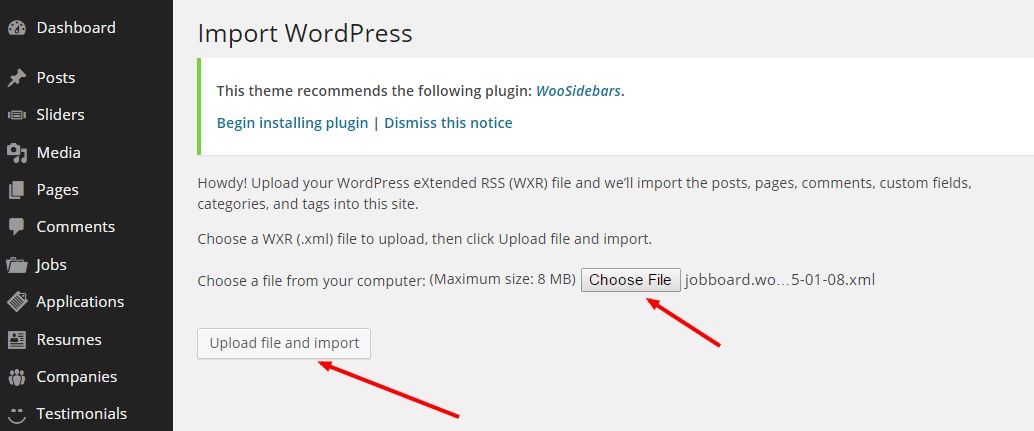 Dashboard
Posts
Sliders
Media
Pages
Comments
Jobs
Applications
Resumes
Companies
Testimonials
Import WordPress
This theme recommends the following plugin: WooSidebars.
Begin installing plugin | Dismiss this notice
Howdy! Upload your WordPress eXtended RSS (WXR) file and we’ll import the posts, pages, comments, custom fields,
categories, and tags into this site.
Choose a WXR (.xml) file to upload, then click Upload file and import.
Choose a file from your computer: (Maximum size: 8 MB) Choose File jobboard.wo…5-01-08.xml
Upload file and import